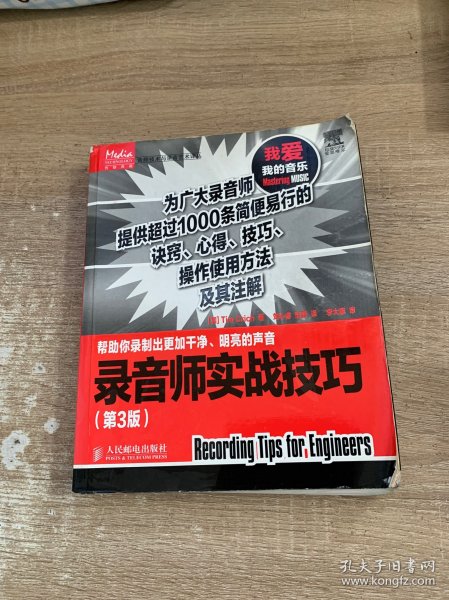 Media
TECHNOLOGY
我爱
我的音乐
Mastering MUSIC
为广大录音师
提供超过1000条简便易行的
诀窍、心得、技巧、
操作使用方法
及其注解
帮助你录制出更加干净、明亮的声音
录音师实战技巧
(第3版)
人民邮电出版社
POSTS & TELECOM PRESS
Recording Tips for Engineers
孔夫子旧书网
www.kongfz.com